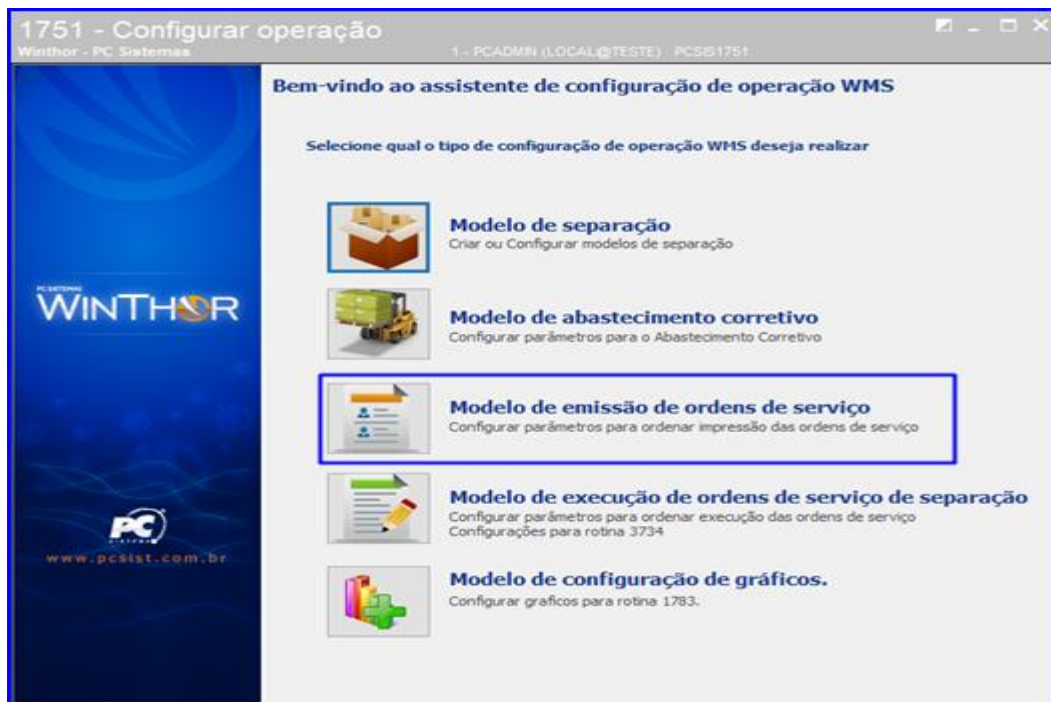 1751 - Configurar operação
Winthor - PC Sistemas
1 - PCADMIN (LOCAL@TESTE) - PCSIS1751
Bem-vindo ao assistente de configuração de operação WMS
Selecione qual o tipo de configuração de operação WMS deseja realizar
Modelo de separação
Criar ou Configurar modelos de separação
PC SISTEMAS
WINTHOR
Modelo de abastecimento corretivo
Configurar parâmetros para o Abastecimento Corretivo
Modelo de emissão de ordens de serviço
Configurar parâmetros para ordenar impressão das ordens de serviço
Modelo de execução de ordens de serviço de separação
Configurar parâmetros para ordenar execução das ordens de serviço
Configurações para rotina 3734
PC
SISTEMAS
www.pcsist.com.br
Modelo de configuração de gráficos.
Configurar graficos para rotina 1783.